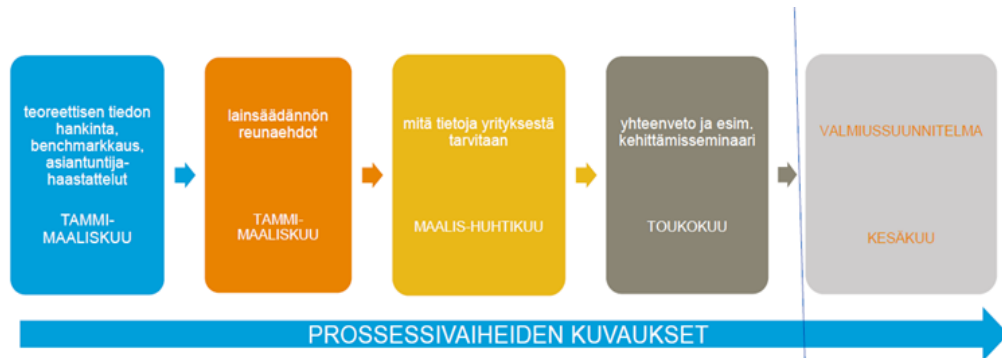 teoreettisen tiedon
hankinta,
benchmarkkaus,
asiantuntija-
haastattelut
TAMMI-
MAALISKUU
lainsäädännön
reunaehdot
TAMMI-
MAALISKUU
mitä tietoja yrityksestä
tarvitaan
MAALIS-HUHTIKUU
yhteenveto ja esim.
kehittämisseminaari
TOUKOKUU
VALMIUSSUUNNITELMA
KESÄKUU
PROSSESSIVAIHEIDEN KUVAUKSET